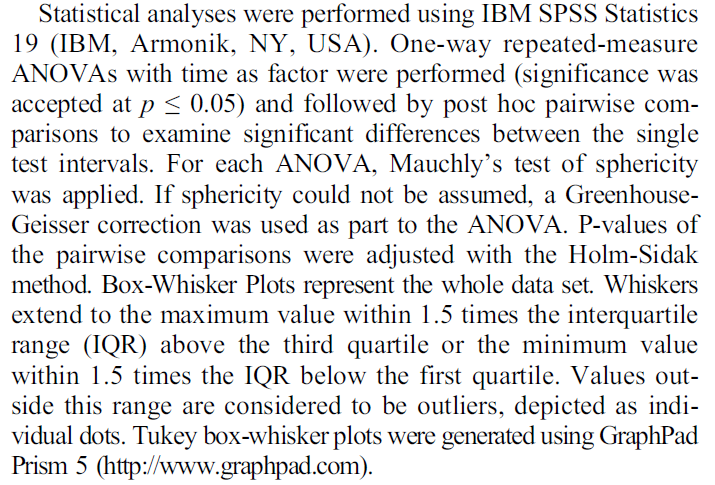 Statistical analyses were performed using IBM SPSS Statistics
19 (IBM, Armonik, NY, USA). One-way repeated-measure
ANOVAs with time as factor were performed (significance was
accepted at p ≤ 0.05) and followed by post hoc pairwise com-
parisons to examine significant differences between the single
test intervals. For each ANOVA, Mauchly's test of sphericity
was applied. If sphericity could not be assumed, a Greenhouse-
Geisser correction was used as part to the ANOVA. P-values of
the pairwise comparisons were adjusted with the Holm-Sidak
method. Box-Whisker Plots represent the whole data set. Whiskers
extend to the maximum value within 1.5 times the interquartile
range (IQR) above the third quartile or the minimum value
within 1.5 times the IQR below the first quartile. Values out-
side this range are considered to be outliers, depicted as indi-
vidual dots. Tukey box-whisker plots were generated using GraphPad
Prism 5 (http://www.graphpad.com).